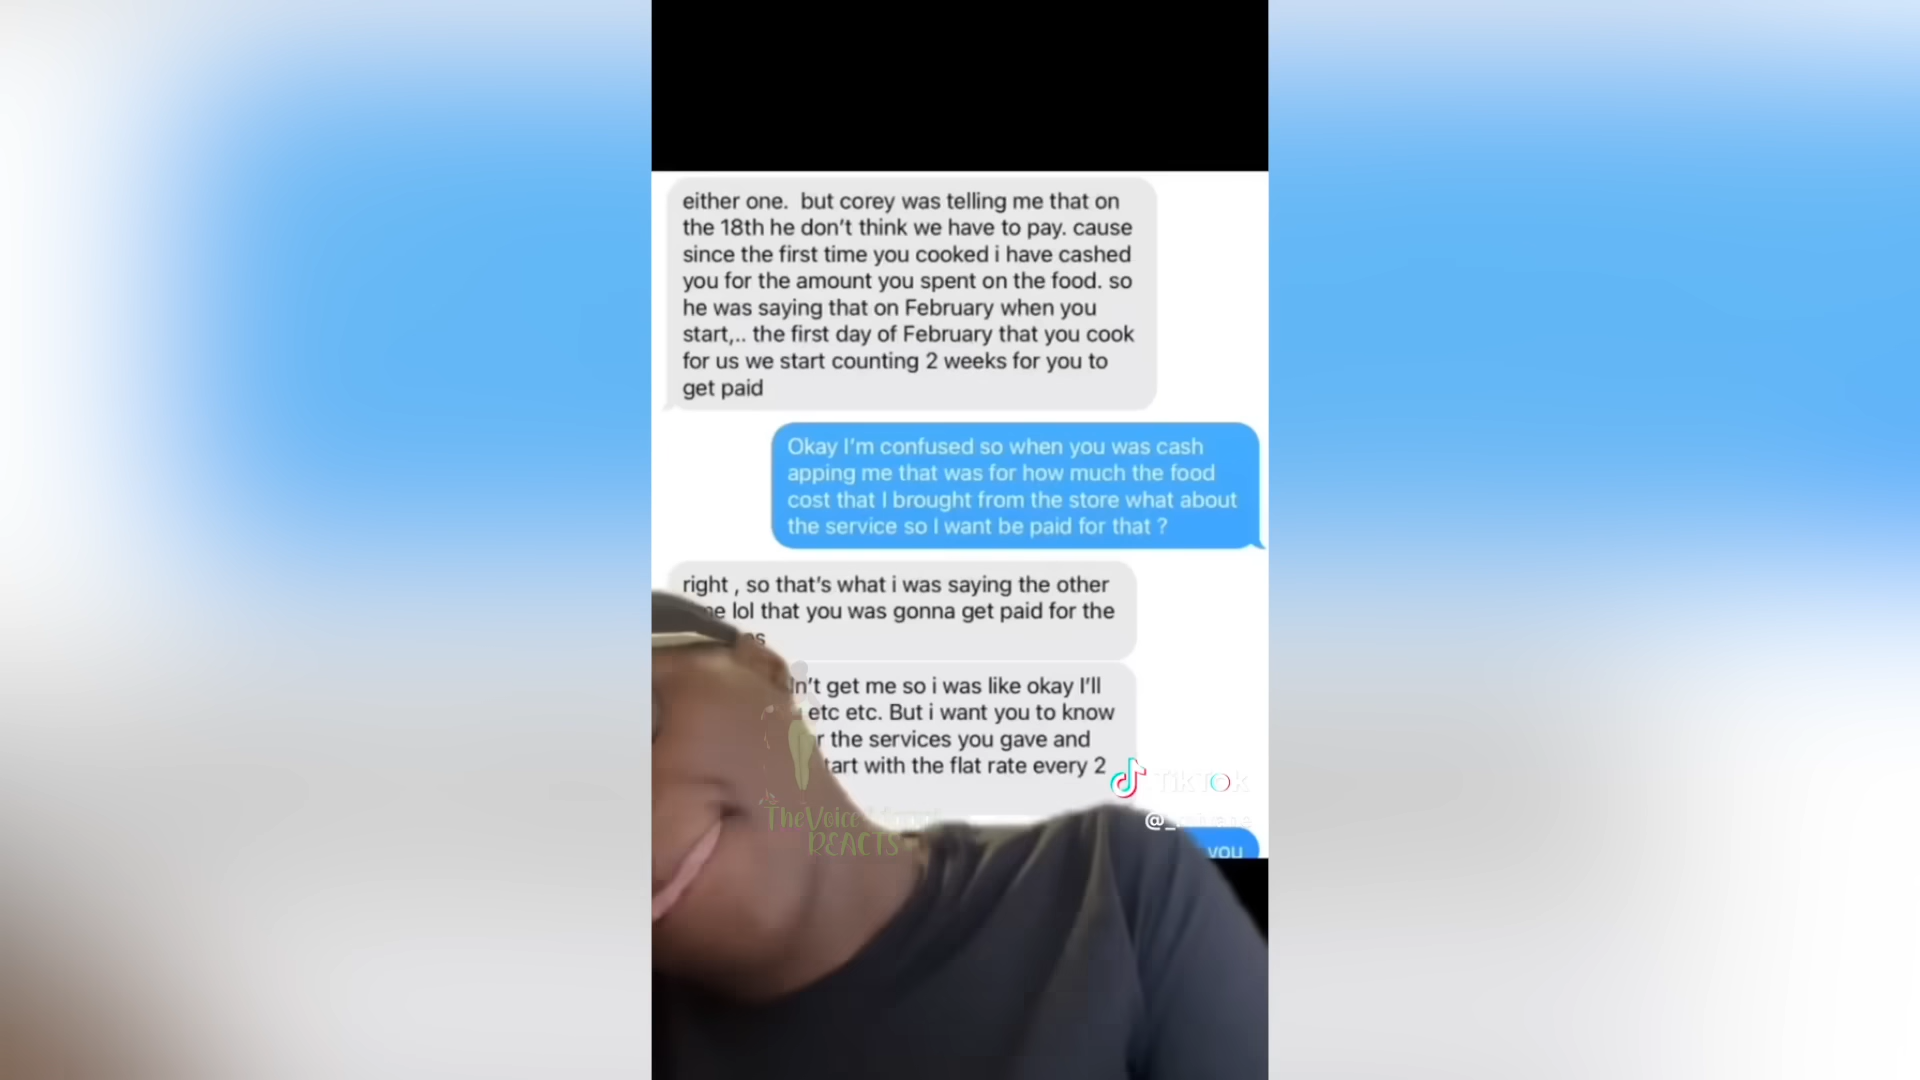 either one.  but corey was telling me that on
the 18th he don't think we have to pay. cause
since the first time you cooked i have cashed
you for the amount you spent on the food. so
he was saying that on February when you
start,.. the first day of February that you cook
for us we start counting 2 weeks for you to
get paid
Okay I'm confused so when you was cash
apping me that was for how much the food
cost that I brought from the store what about
the service so I want be paid for that ?
right , so that's what i was saying the other
lol that you was gonna get paid for the
get me so i was like okay I'll
etc etc. But i want you to know
the services you gave and
with the flat rate every 2
TikTok
TheVoice
REACTS
you